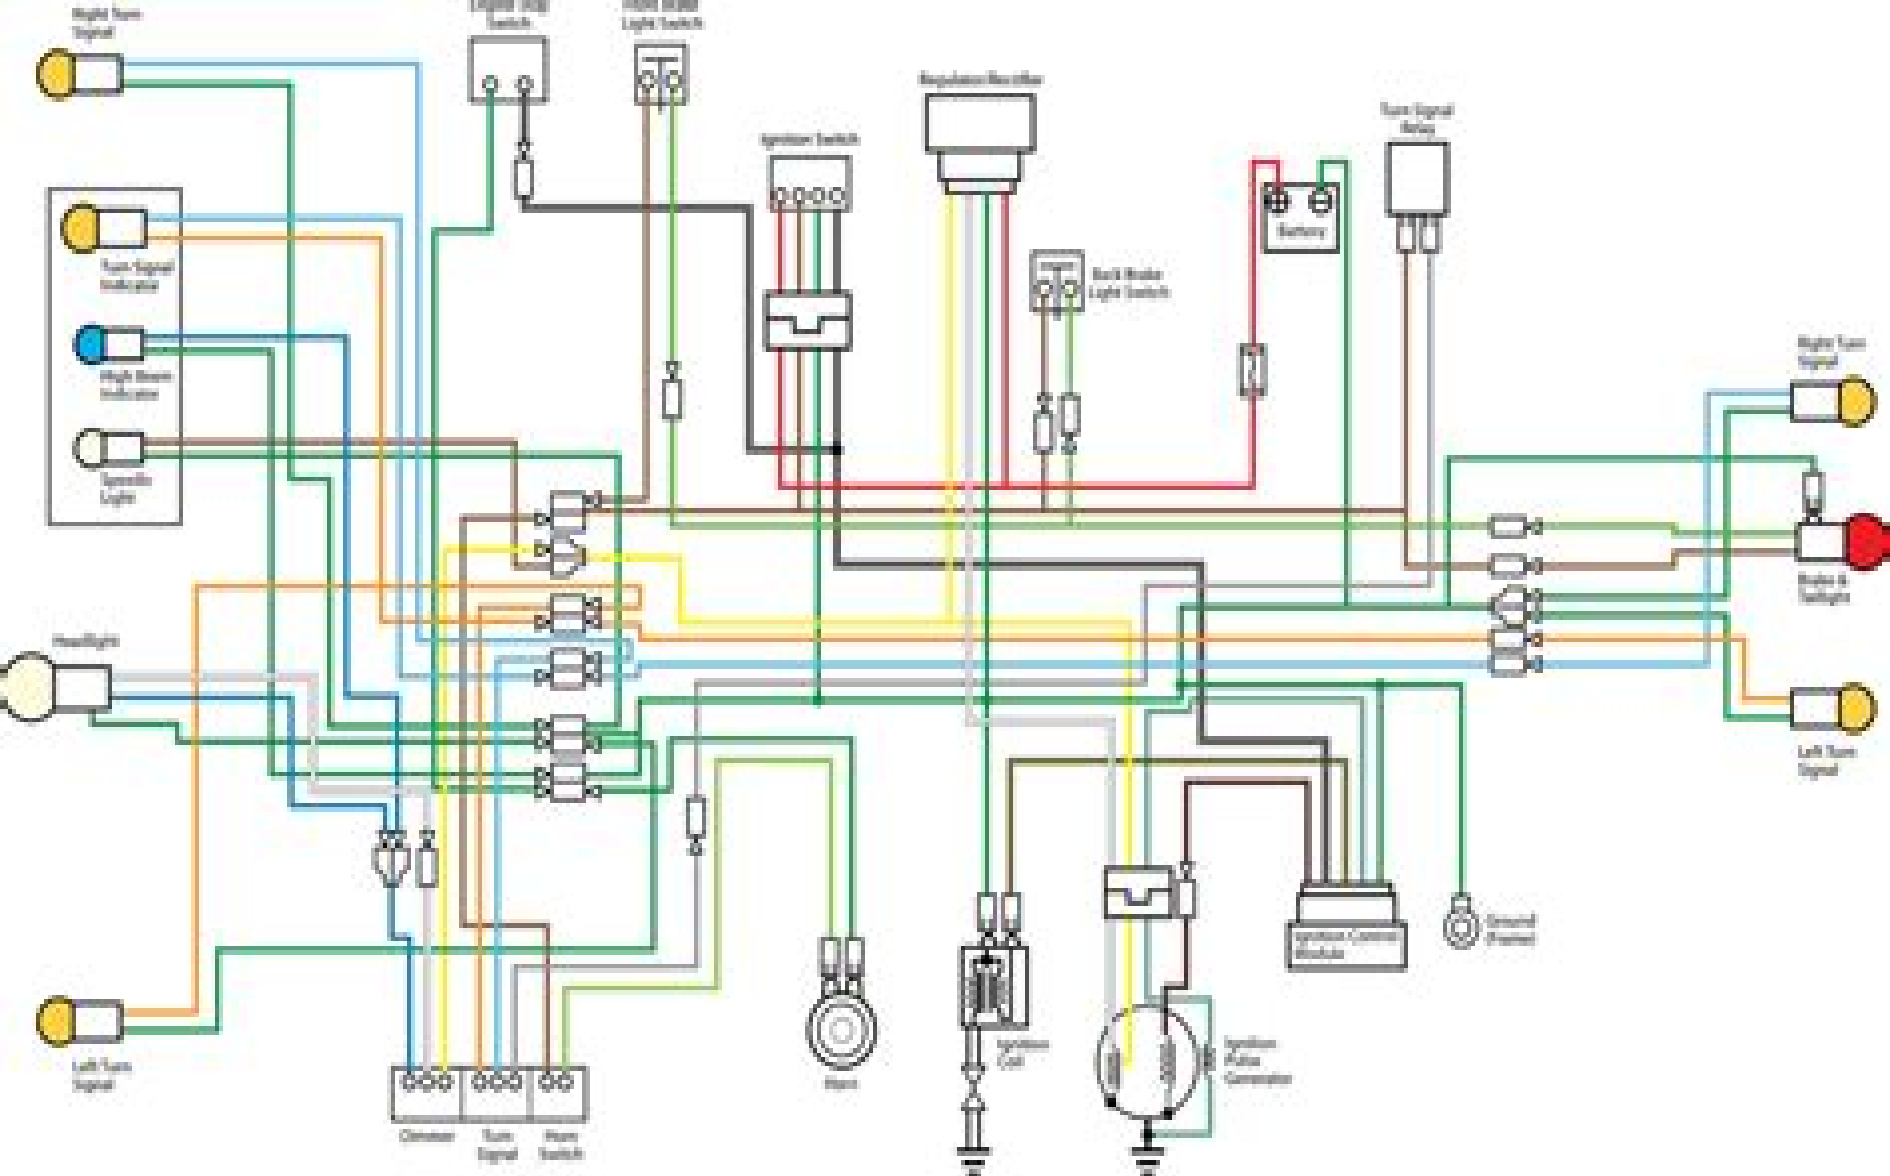 Right Turn
Signal
Engine Stop
Switch
Front Brake
Light Switch
Regulator/Rectifier
Ignition Switch
Turn Signal
Relay
Battery
Back Brake
Light Switch
Turn Signal
Indicator
High Beam
Indicator
Speedo
Light
Right Turn
Signal
Brake &
Taillight
Headlight
Left Turn
Signal
Ignition Control
Module
Ground
(Frame)
Ignition
Coil
Ignition
Pulse
Generator
Left Turn
Signal
Horn
Dimmer
Turn
Signal
Horn
Switch